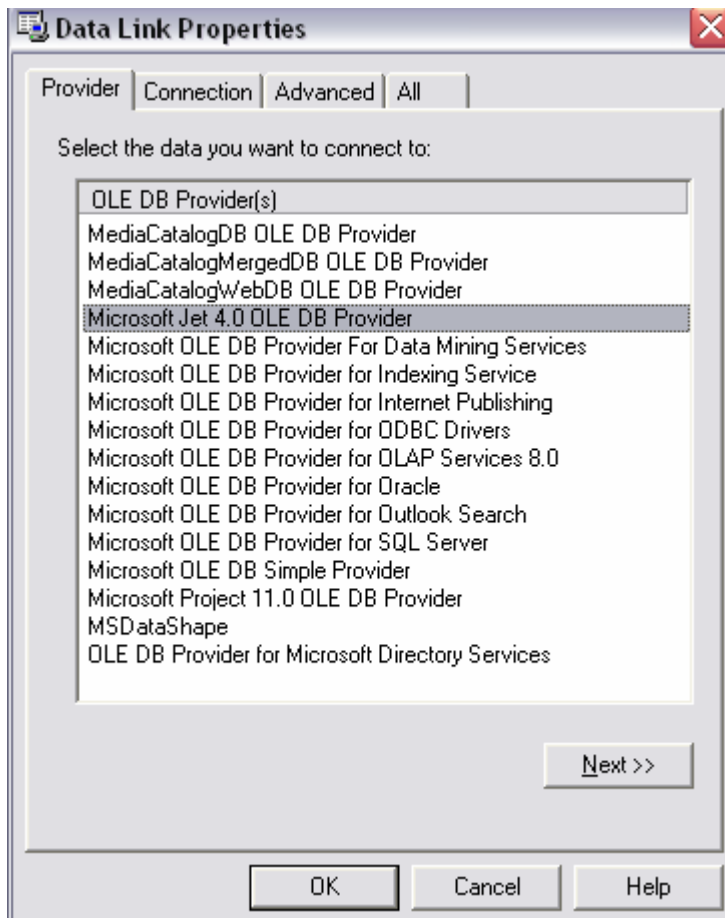 Data Link Properties
Provider Connection Advanced All
Select the data you want to connect to:
OLE DB Provider(s)
MediaCatalogDB OLE DB Provider
MediaCatalogMergedDB OLE DB Provider
MediaCatalogWebDB OLE DB Provider
Microsoft Jet 4.0 OLE DB Provider
Microsoft OLE DB Provider For Data Mining Services
Microsoft OLE DB Provider for Indexing Service
Microsoft OLE DB Provider for Internet Publishing
Microsoft OLE DB Provider for ODBC Drivers
Microsoft OLE DB Provider for OLAP Services 8.0
Microsoft OLE DB Provider for Oracle
Microsoft OLE DB Provider for Outlook Search
Microsoft OLE DB Provider for SQL Server
Microsoft OLE DB Simple Provider
Microsoft Project 11.0 OLE DB Provider
MSDataShape
OLE DB Provider for Microsoft Directory Services
Next >>
OK Cancel Help